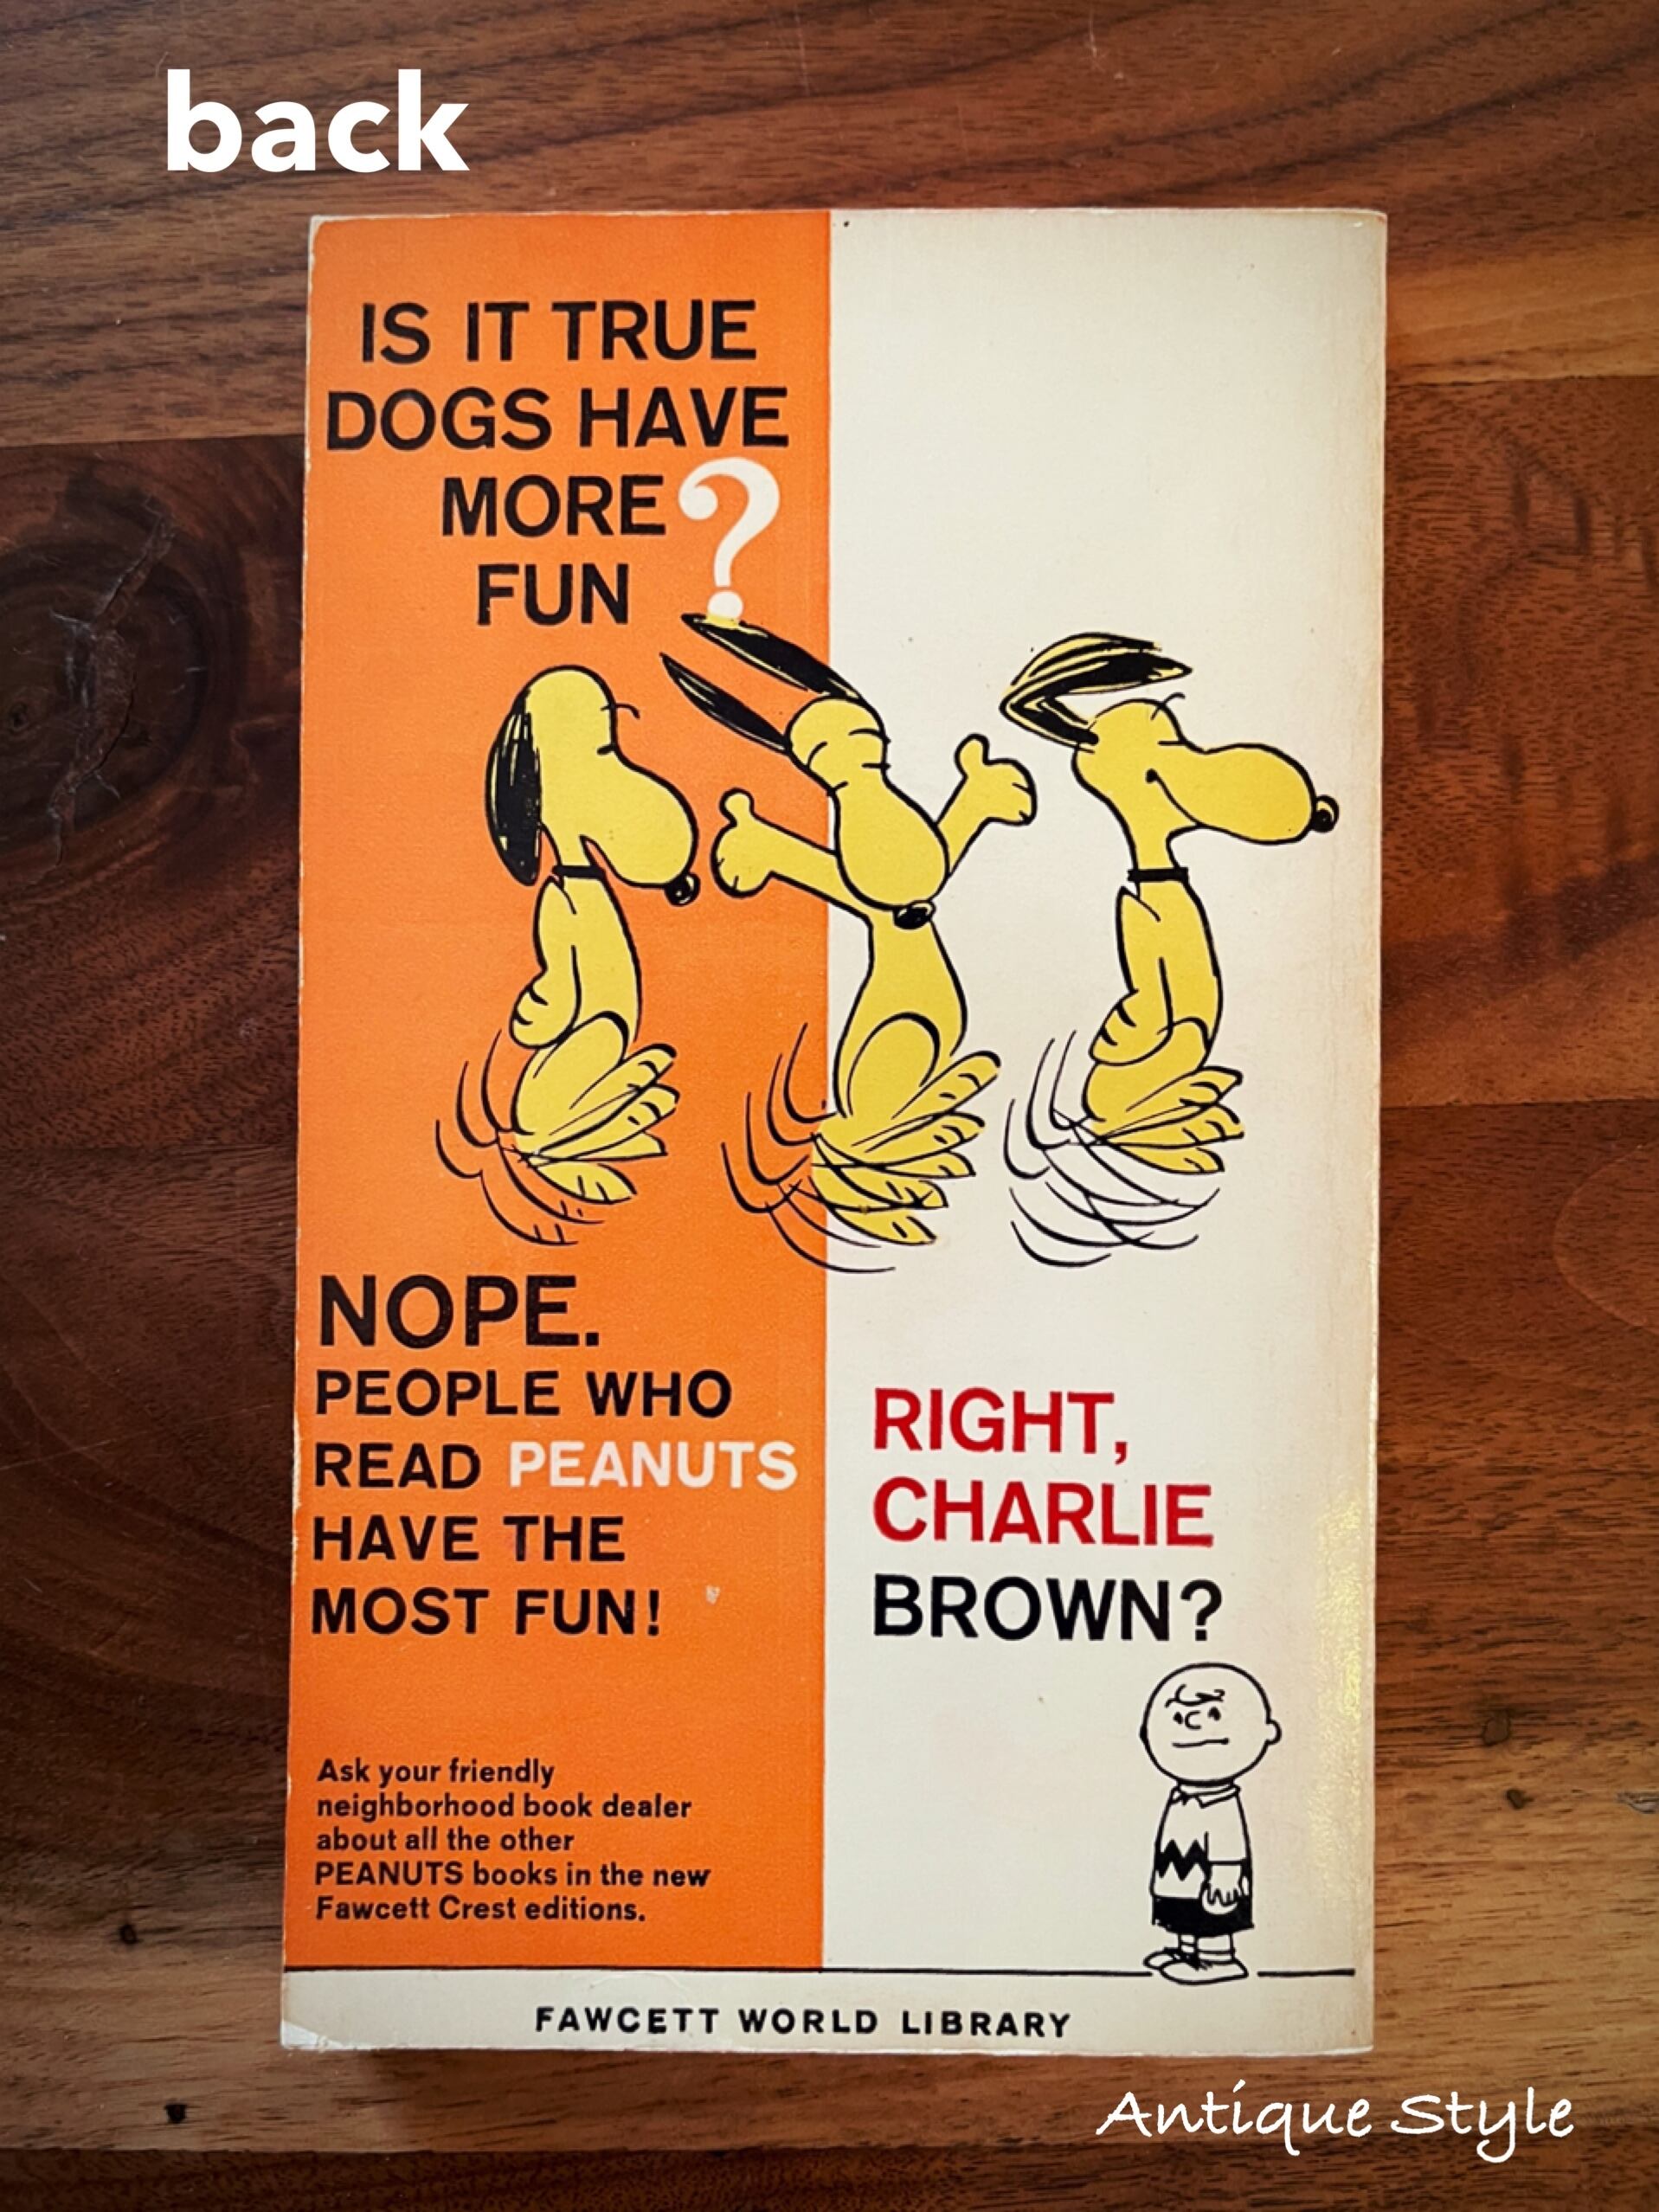 back
IS IT TRUE
DOGS HAVE
MORE?
FUN
NOPE.
PEOPLE WHO
READ PEANUTS
HAVE THE
MOST FUN!
RIGHT,
CHARLIE
BROWN?
Ask your friendly
neighborhood book dealer
about all the other
PEANUTS books in the new
Fawcett Crest editions.
FAWCETT WORLD LIBRARY
Antique Style